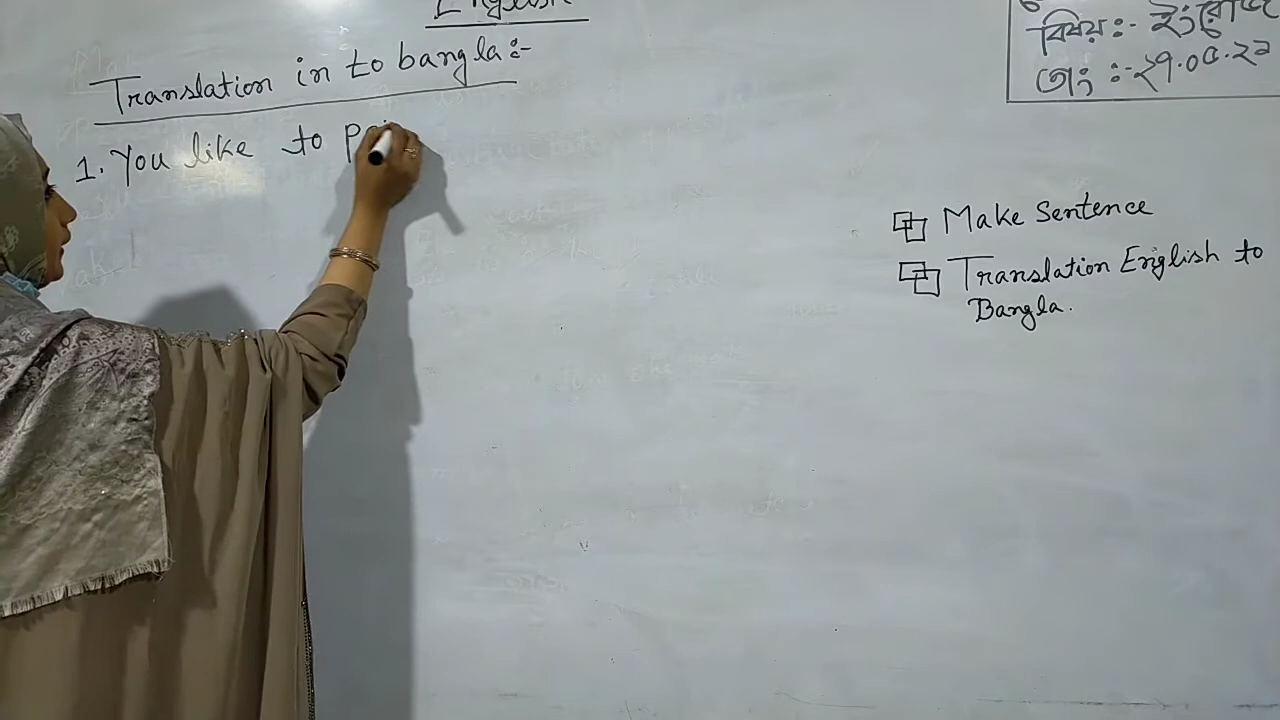 English
Translation in to bangla:-
1. You like to
বিষয়ঃ- ইংরেজি
তাংঃ- ২৭.০৫.২২
Make Sentence
Translation English to
Bangla.